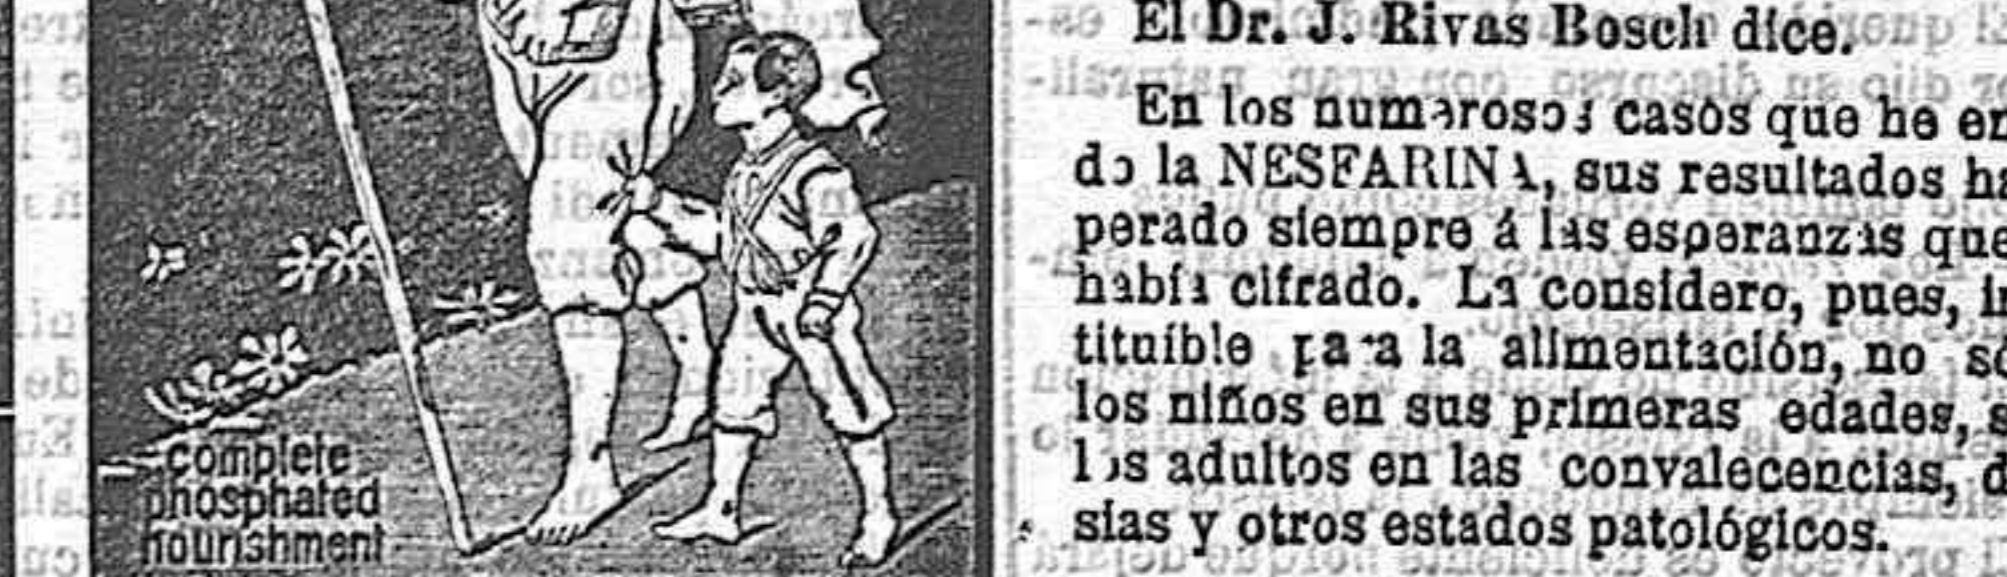 complete
phosphated
nourishment
El Dr. J. Rivas Bosch dice.
En los numerosos casos que he en
do la NESFARINA, sus resultados ha
perado siempre á las esperanzas que
había cifrado. La considero, pues, in
tituíble para la alimentación, no só
los niños en sus primeras edades, s
los adultos en las convalecencias, d
sias y otros estados patológicos.